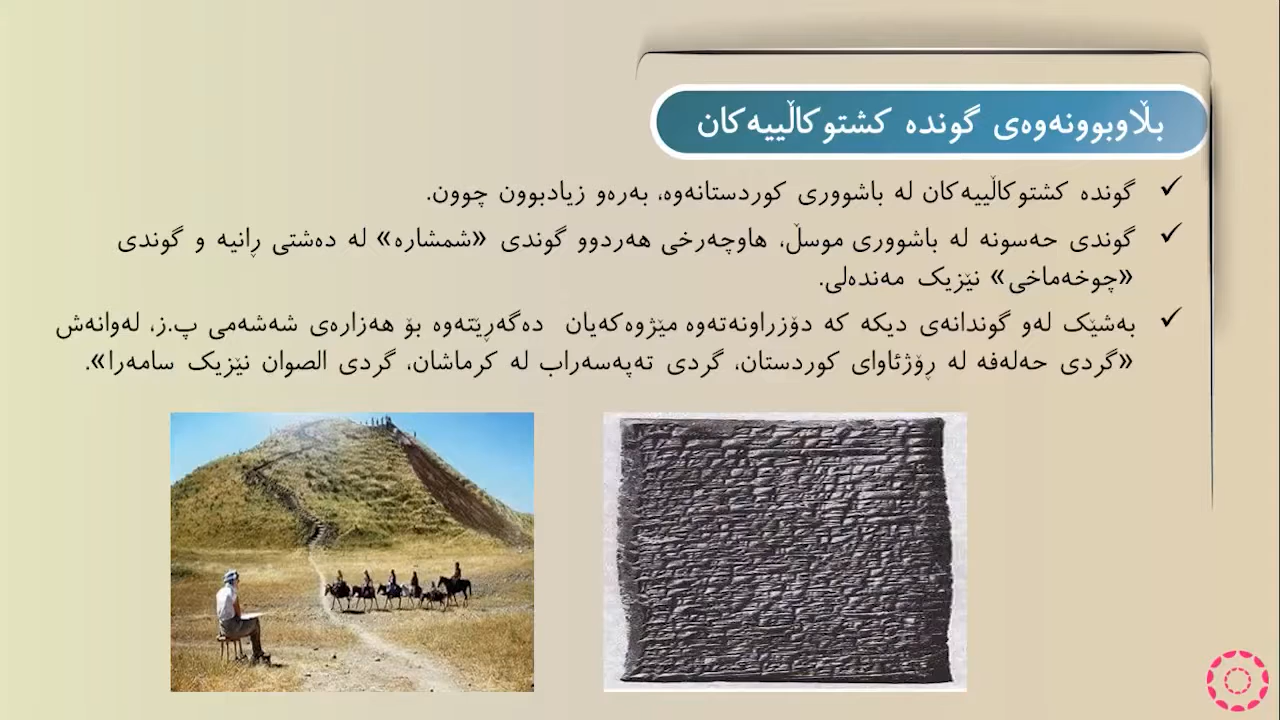 بڵاوبوونەوەی گوندە کشتوکاڵییەکان
گوندە کشتوکاڵییەکان لە باشووری کوردستانەوە، بەرەو زیادبوون چوون.
گوندی حەسونە لە باشووری موسڵ، هاوچەرخی هەردوو گوندی «شمشارە» لە دەشتی ڕانیە و گوندی
«چوخەماخی» نێزیک مەندەلی.
بەشێک لەو گوندانەی دیکە کە دۆزراونەتەوە مێژوەکەیان دەگەڕێتەوە بۆ هەزارەی شەشەمی پ.ز، لەوانەش
«گردی حەلەفە لە ڕۆژئاوای کوردستان، گردی تەپەسەراب لە کرماشان، گردی الصوان نێزیک سامەرا».